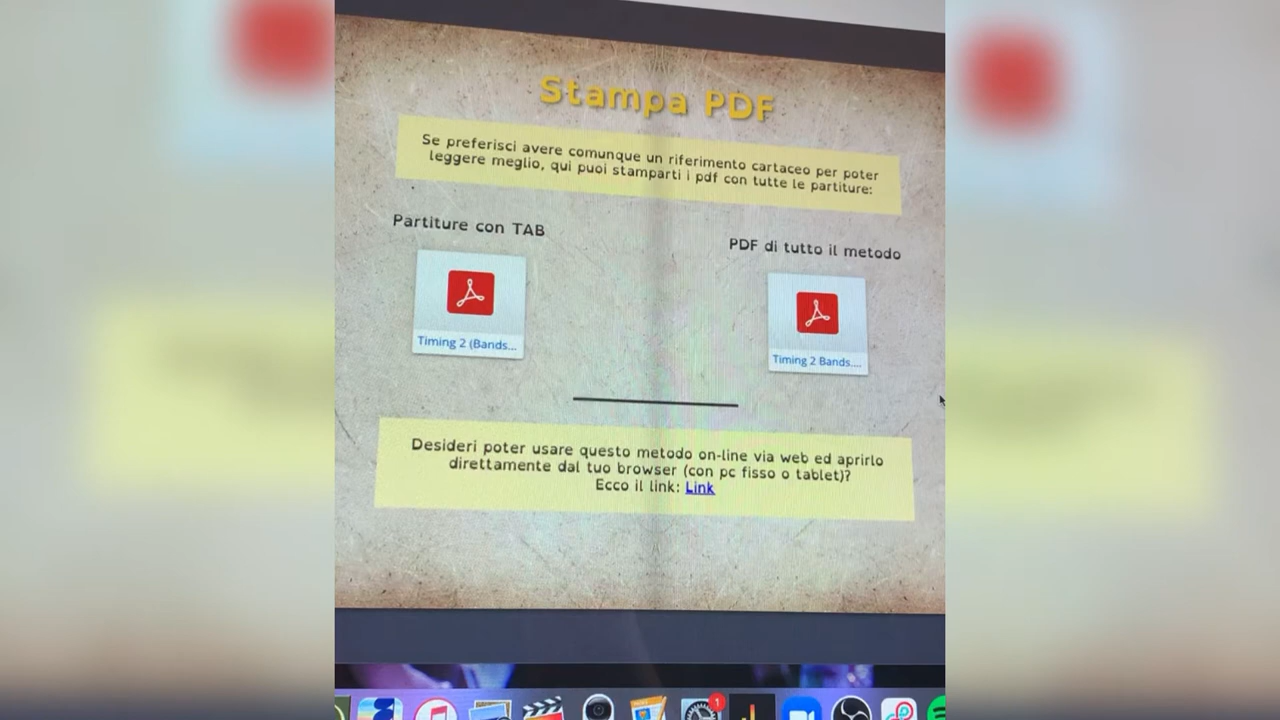 Stampa PDF
Se preferisci avere comunque un riferimento cartaceo per poter
leggere meglio, qui puoi stamparti i pdf con tutte le partiture:
Partiture con TAB
PDF di tutto il metodo
Timing 2 (Bands...
Timing 2 Bands....
Desideri poter usare questo metodo on-line via web ed aprirlo
direttamente dal tuo browser (con pc fisso o tablet)?
Ecco il link: Link
1